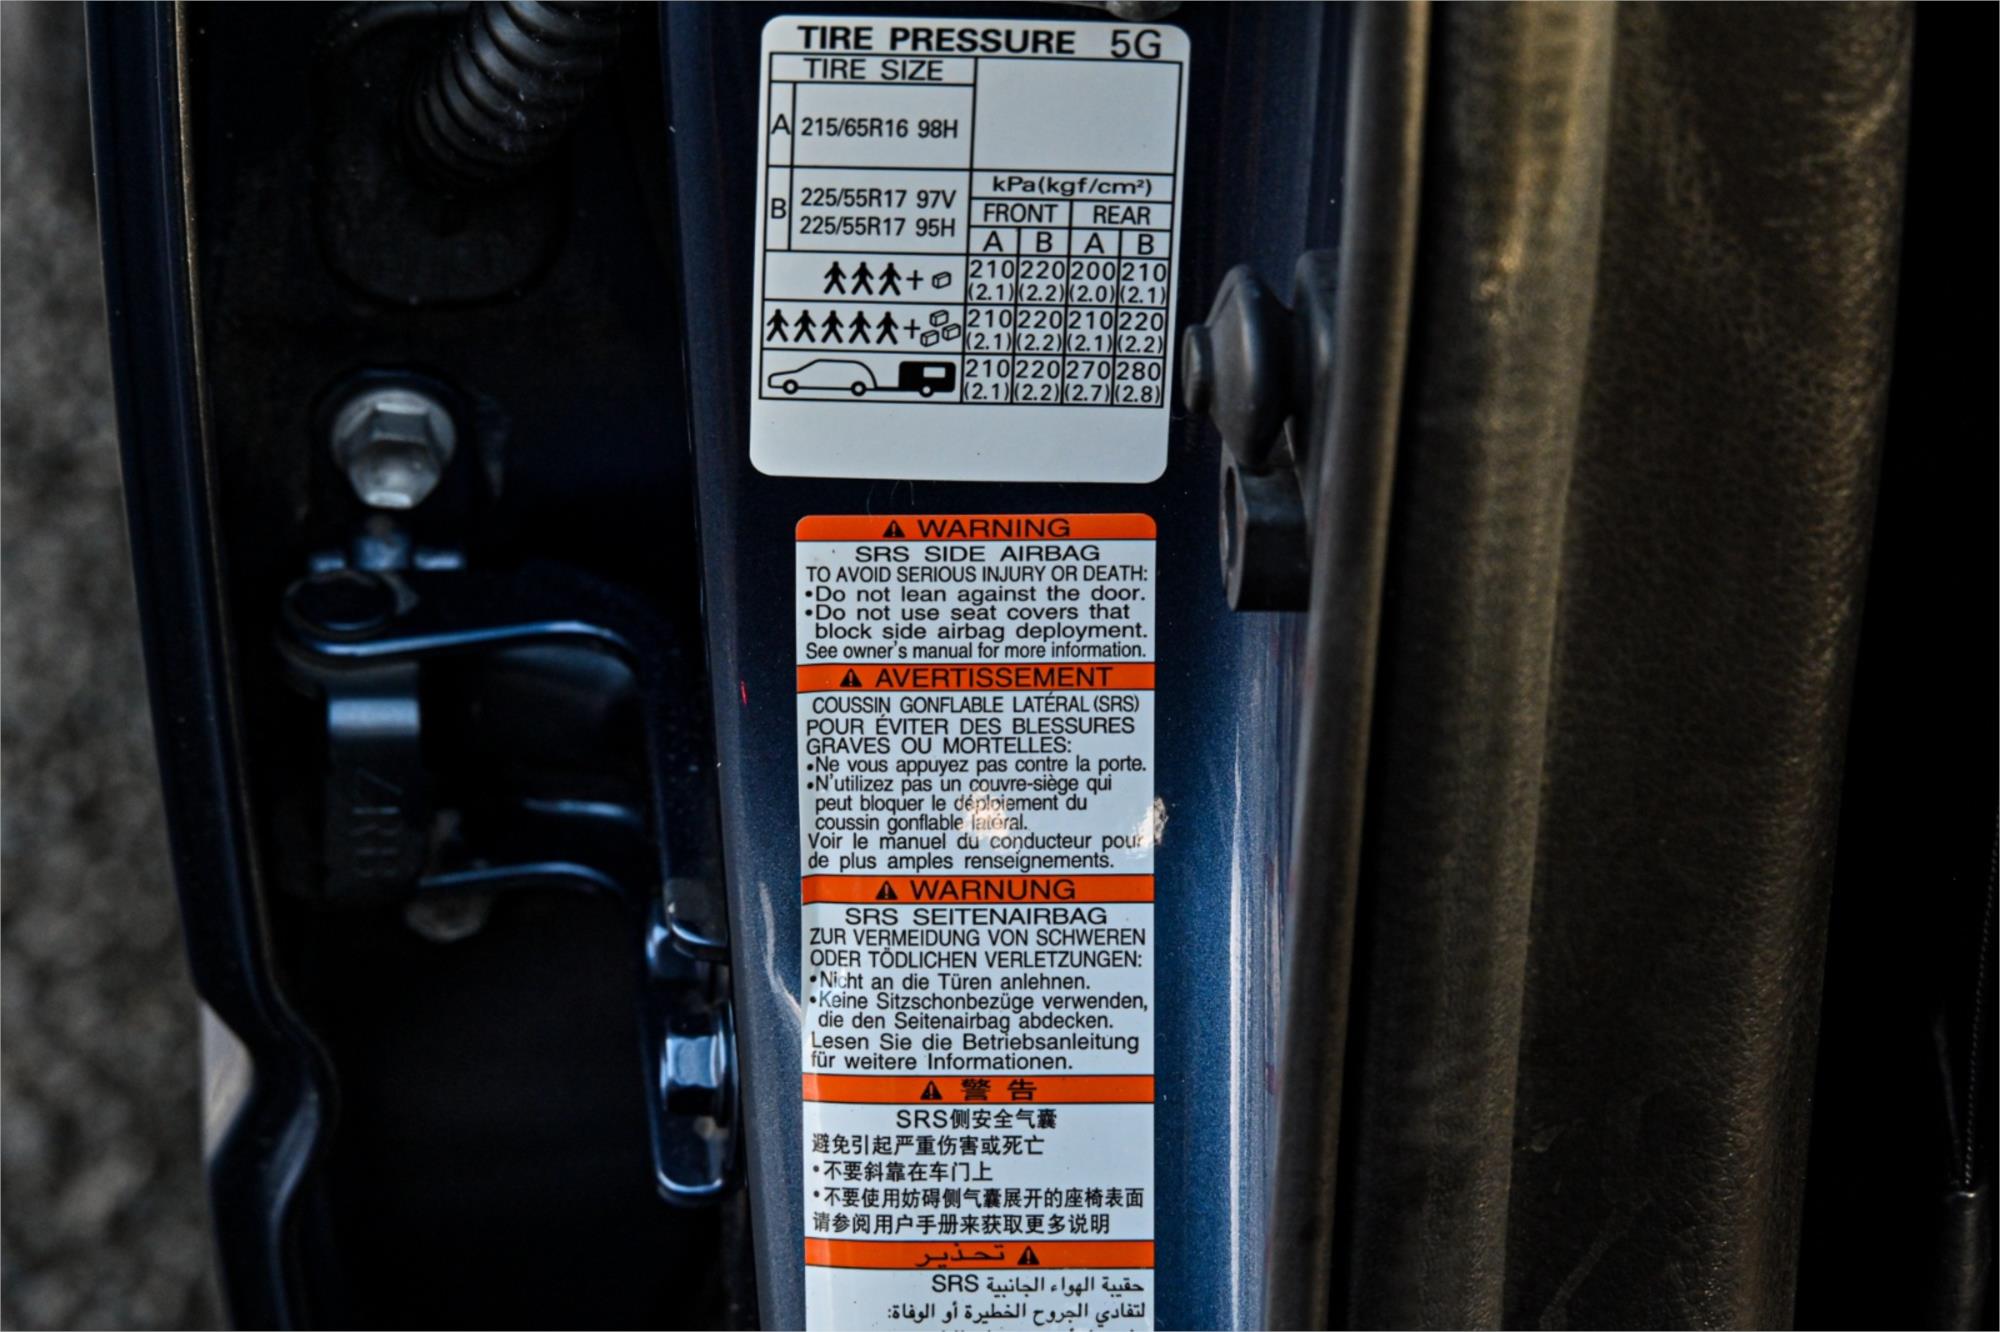 TIRE PRESSURE 5G
TIRE SIZE
A 215/65R16 98H
B 225/55R17 97V
225/55R17 95H
kPa(kgf/cm²)
FRONT REAR
A B A B
+ 210 220 200 210
(2.1) (2.2) (2.0) (2.1)
+ 210 220 210 220
(2.1) (2.2) (2.1) (2.2)
210 220 270 280
(2.1) (2.2) (2.7) (2.8)
⚠ WARNING
SRS SIDE AIRBAG
TO AVOID SERIOUS INJURY OR DEATH:
•Do not lean against the door.
•Do not use seat covers that
block side airbag deployment.
See owner's manual for more information.
⚠ AVERTISSEMENT
COUSSIN GONFLABLE LATÉRAL (SRS)
POUR ÉVITER DES BLESSURES
GRAVES OU MORTELLES:
•Ne vous appuyez pas contre la porte.
•N'utilizez pas un couvre-siège qui
peut bloquer le déploiement du
coussin gonflable latéral.
Voir le manuel du conducteur pour
de plus amples renseignements.
⚠ WARNUNG
SRS SEITENAIRBAG
ZUR VERMEIDUNG VON SCHWEREN
ODER TÖDLICHEN VERLETZUNGEN:
•Nicht an die Türen anlehnen.
•Keine Sitzschonbezüge verwenden,
die den Seitenairbag abdecken.
Lesen Sie die Betriebsanleitung
für weitere Informationen.
⚠ 警告
SRS侧安全气囊
避免引起严重伤害或死亡
•不要斜靠在车门上
•不要使用妨碍侧气囊展开的座椅表面
请参阅用户手册来获取更多说明
⚠ تحذير
حقيبة الهواء الجانبية SRS
لتفادي الجروح الخطيرة أو الوفاة:
ZRB